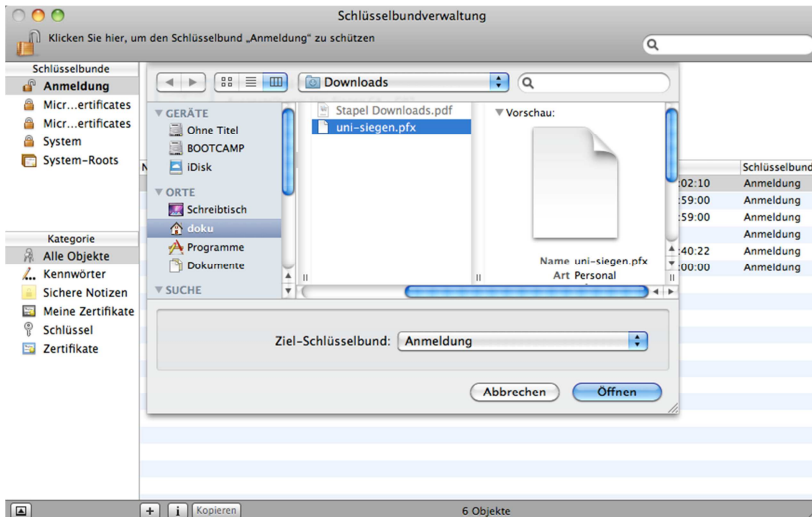 Schlüsselbundverwaltung
Klicken Sie hier, um den Schlüsselbund „Anmeldung“ zu schützen
Schlüsselbunde
Anmeldung
Micr...ertificates
Micr...ertificates
System
System-Roots
Downloads
GERÄTE
Ohne Titel
BOOTCAMP
iDisk
ORTE
Schreibtisch
doku
Programme
Dokumente
SUCHE
Stapel Downloads.pdf
uni-siegen.pfx
Vorschau:
Name uni-siegen.pfx
Art Personal
Ziel-Schlüsselbund: Anmeldung
Abbrechen Öffnen
N
Schlüsselbund
:02:10 Anmeldung
:59:00 Anmeldung
:59:00 Anmeldung
Anmeldung
:40:22 Anmeldung
:00:00 Anmeldung
Kategorie
Alle Objekte
Kennwörter
Sichere Notizen
Meine Zertifikate
Schlüssel
Zertifikate
+ i Kopieren 6 Objekte